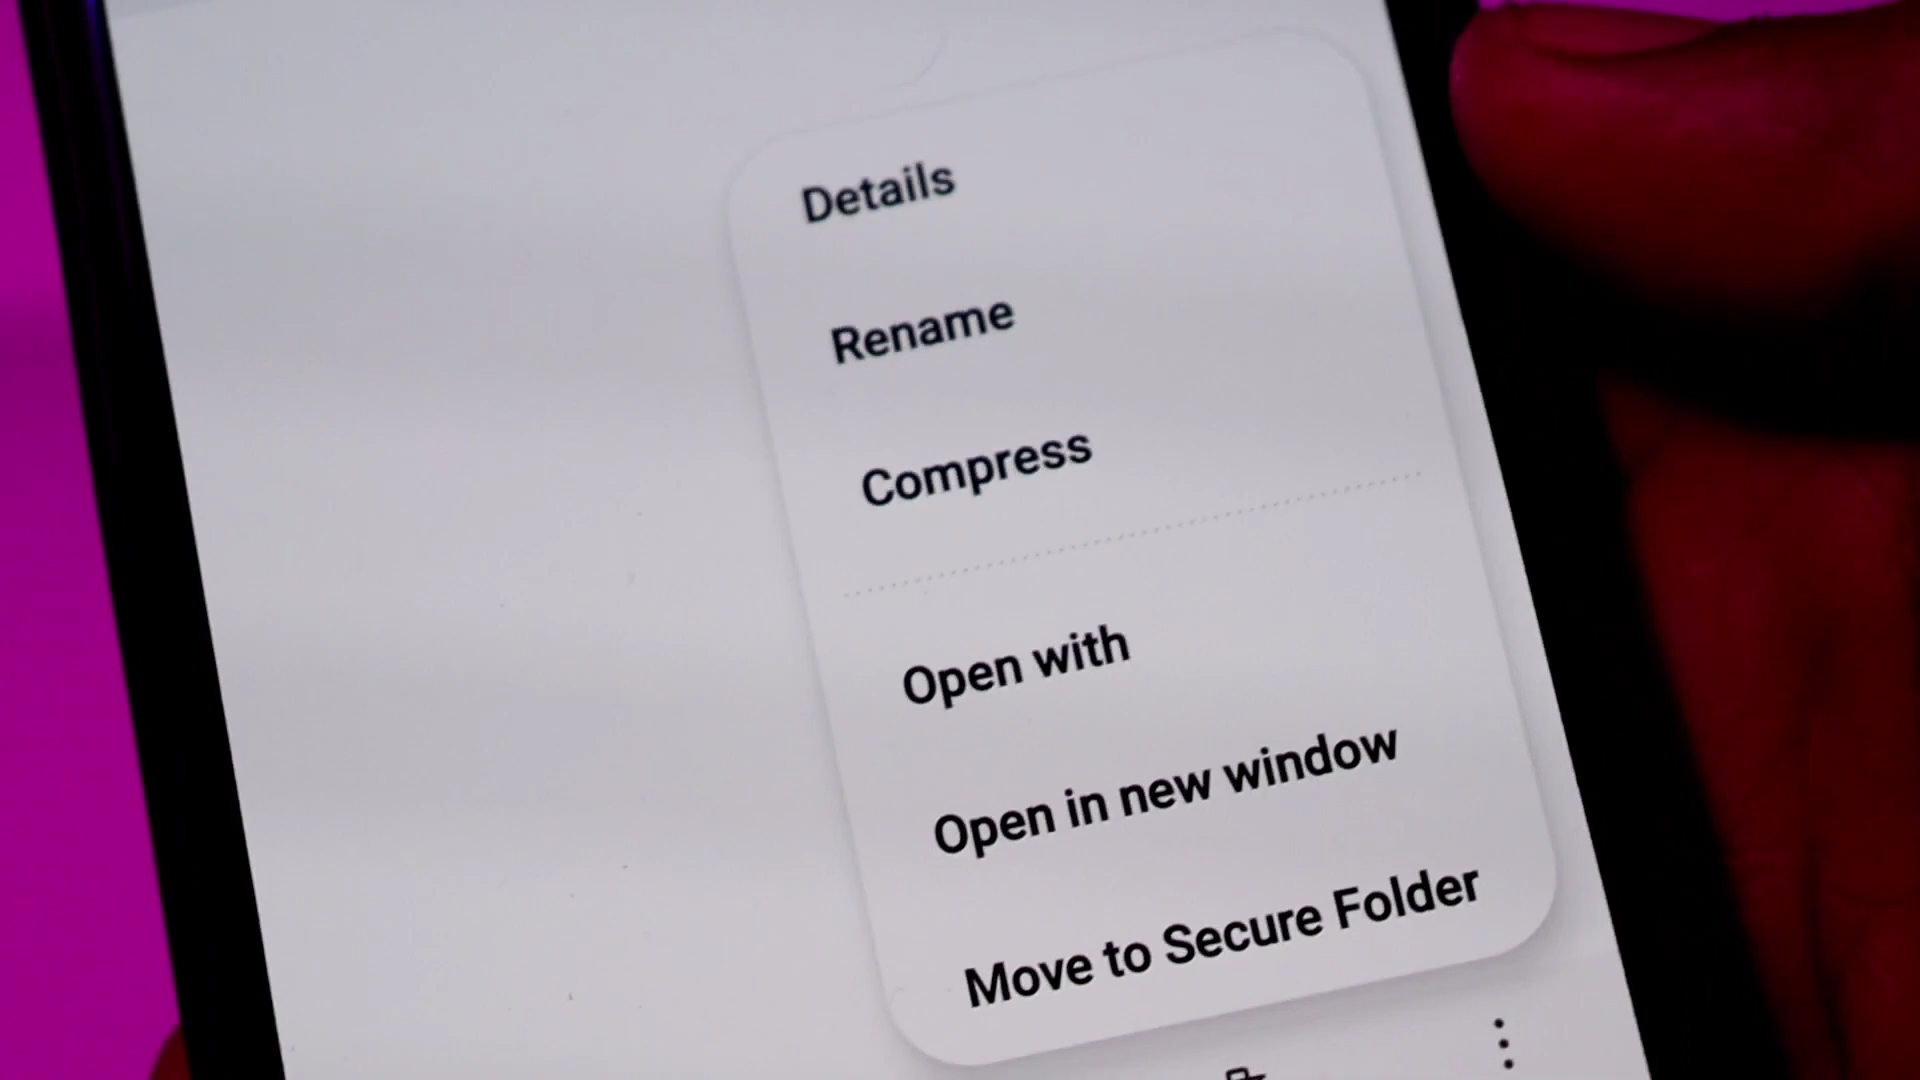 Details
Rename
Compress
Open with
Open in new window
Move to Secure Folder